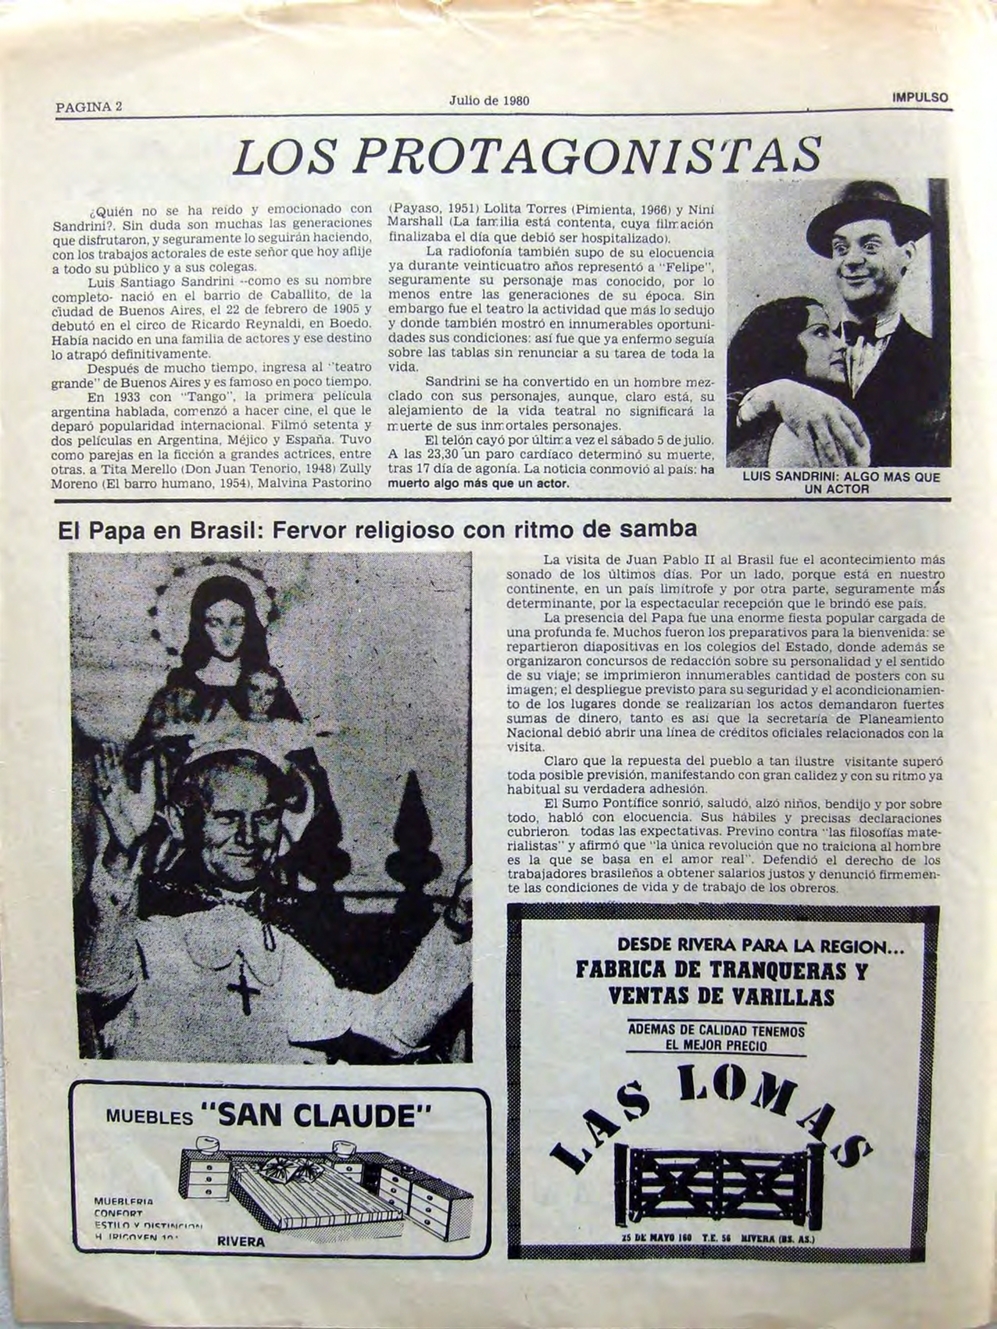 PAGINA 2
Julio de 1980
IMPULSO
LOS PROTAGONISTAS
¿Quién no se ha reído y emocionado con
Sandrini?. Sin duda son muchas las generaciones
que disfrutaron, y seguramente lo seguirán haciendo,
con los trabajos actorales de este señor que hoy aflije
a todo su público y a sus colegas.
Luis Santiago Sandrini --como es su nombre
completo- nació en el barrio de Caballito, de la
ciudad de Buenos Aires, el 22 de febrero de 1905 y
debutó en el circo de Ricardo Reynaldi, en Boedo.
Había nacido en una familia de actores y ese destino
lo atrapó definitivamente.
Después de mucho tiempo, ingresa al "teatro
grande" de Buenos Aires y es famoso en poco tiempo.
En 1933 con "Tango", la primera película
argentina hablada, comenzó a hacer cine, el que le
deparó popularidad internacional. Filmó setenta y
dos películas en Argentina, Méjico y España. Tuvo
como parejas en la ficción a grandes actrices, entre
otras, a Tita Merello (Don Juan Tenorio, 1948) Zully
Moreno (El barro humano, 1954), Malvina Pastorino
(Payaso, 1951) Lolita Torres (Pimienta, 1966) y Niní
Marshall (La familia está contenta, cuya filmación
finalizaba el día que debió ser hospitalizado).
La radiofonía también supo de su elocuencia
ya durante veinticuatro años representó a "Felipe",
seguramente su personaje mas conocido, por lo
menos entre las generaciones de su época. Sin
embargo fue el teatro la actividad que más lo sedujo
y donde también mostró en innumerables oportuni-
dades sus condiciones: así fue que ya enfermo seguía
sobre las tablas sin renunciar a su tarea de toda la
vida.
Sandrini se ha convertido en un hombre mez-
clado con sus personajes, aunque, claro está, su
alejamiento de la vida teatral no significará la
muerte de sus inmortales personajes.
El telón cayó por última vez el sábado 5 de julio.
A las 23,30 un paro cardíaco determinó su muerte,
tras 17 día de agonía. La noticia conmovió al país: ha
muerto algo más que un actor.
LUIS SANDRINI: ALGO MAS QUE
UN ACTOR
El Papa en Brasil: Fervor religioso con ritmo de samba
La visita de Juan Pablo II al Brasil fue el acontecimiento más
sonado de los últimos días. Por un lado, porque está en nuestro
continente, en un país limítrofe y por otra parte, seguramente más
determinante, por la espectacular recepción que le brindó ese país.
La presencia del Papa fue una enorme fiesta popular cargada de
una profunda fe. Muchos fueron los preparativos para la bienvenida: se
repartieron diapositivas en los colegios del Estado, donde además se
organizaron concursos de redacción sobre su personalidad y el sentido
de su viaje; se imprimieron innumerables cantidad de posters con su
imagen; el despliegue previsto para su seguridad y el acondicionamien-
to de los lugares donde se realizarían los actos demandaron fuertes
sumas de dinero, tanto es así que la secretaría de Planeamiento
Nacional debió abrir una línea de créditos oficiales relacionados con la
visita.
Claro que la repuesta del pueblo a tan ilustre visitante superó
toda posible previsión, manifestando con gran calidez y con su ritmo ya
habitual su verdadera adhesión.
El Sumo Pontífice sonrió, saludó, alzó niños, bendijo y por sobre
todo, habló con elocuencia. Sus hábiles y precisas declaraciones
cubrieron todas las expectativas. Previno contra "las filosofías mate-
rialistas" y afirmó que "la única revolución que no traiciona al hombre
es la que se basa en el amor real". Defendió el derecho de los
trabajadores brasileños a obtener salarios justos y denunció firmemen-
te las condiciones de vida y de trabajo de los obreros.
MUEBLES "SAN CLAUDE"
MUEBLERIA
CONFORT
ESTILO Y DISTINCION
H. IRIGOYEN
RIVERA
DESDE RIVERA PARA LA REGION...
FABRICA DE TRANQUERAS Y
VENTAS DE VARILLAS
ADEMAS DE CALIDAD TENEMOS
EL MEJOR PRECIO
LAS LOMAS
25 DE MAYO 160 T.E. 56 RIVERA (BS. AS.)